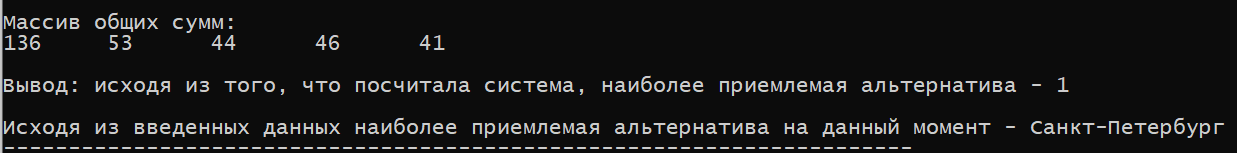 Массив общих сумм:
136 53 44 46 41
Вывод: исходя из того, что посчитала система, наиболее приемлемая альтернатива - 1
Исходя из введенных данных наиболее приемлемая альтернатива на данный момент - Санкт-Петербург
----------------------------------------------------------------------